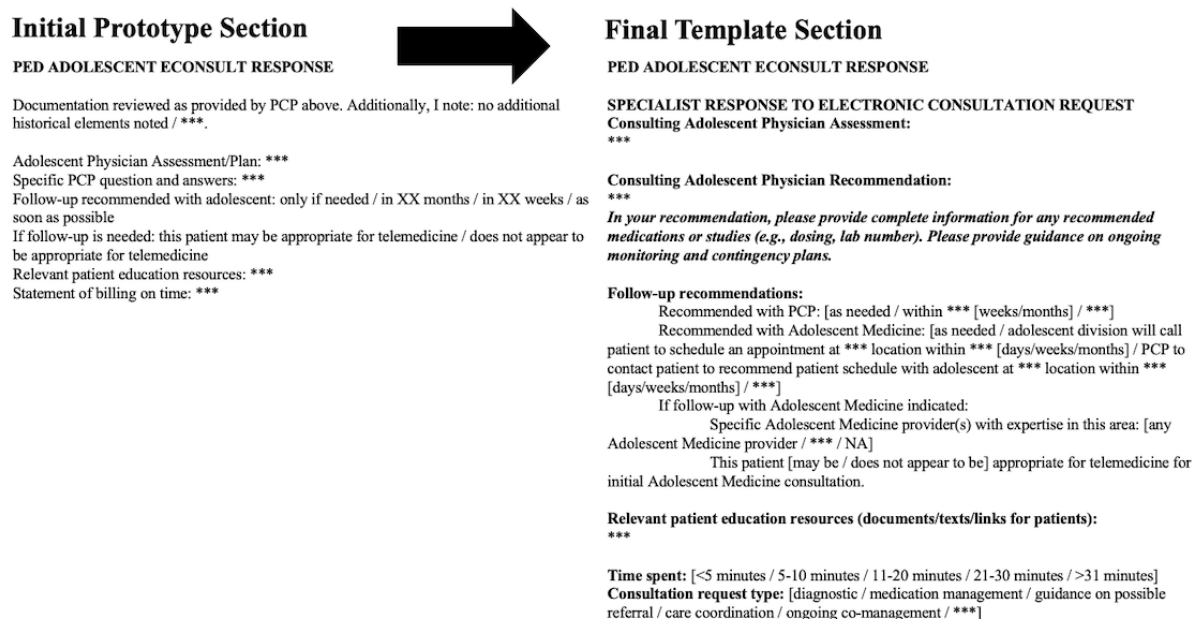 Initial Prototype Section
PED ADOLESCENT ECONSULT RESPONSE
Documentation reviewed as provided by PCP above. Additionally, I note: no additional
historical elements noted / ***.
Adolescent Physician Assessment/Plan: ***
Specific PCP question and answers: ***
Follow-up recommended with adolescent: only if needed / in XX months / in XX weeks / as
soon as possible
If follow-up is needed: this patient may be appropriate for telemedicine / does not appear to
be appropriate for telemedicine
Relevant patient education resources: ***
Statement of billing on time: ***
Final Template Section
PED ADOLESCENT ECONSULT RESPONSE
SPECIALIST RESPONSE TO ELECTRONIC CONSULTATION REQUEST
Consulting Adolescent Physician Assessment:
***
Consulting Adolescent Physician Recommendation:
***
In your recommendation, please provide complete information for any recommended
medications or studies (e.g., dosing, lab number). Please provide guidance on ongoing
monitoring and contingency plans.
Follow-up recommendations:
Recommended with PCP: [as needed / within *** [weeks/months] / ***]
Recommended with Adolescent Medicine: [as needed / adolescent division will call
patient to schedule an appointment at *** location within *** [days/weeks/months] / PCP to
contact patient to recommend patient schedule with adolescent at *** location within ***
[days/weeks/months] / ***]
If follow-up with Adolescent Medicine indicated:
Specific Adolescent Medicine provider(s) with expertise in this area: [any
Adolescent Medicine provider / *** / NA]
This patient [may be / does not appear to be] appropriate for telemedicine for
initial Adolescent Medicine consultation.
Relevant patient education resources (documents/texts/links for patients):
***
Time spent: [<5 minutes / 5-10 minutes / 11-20 minutes / 21-30 minutes / >31 minutes]
Consultation request type: [diagnostic / medication management / guidance on possible
referral / care coordination / ongoing co-management / ***]